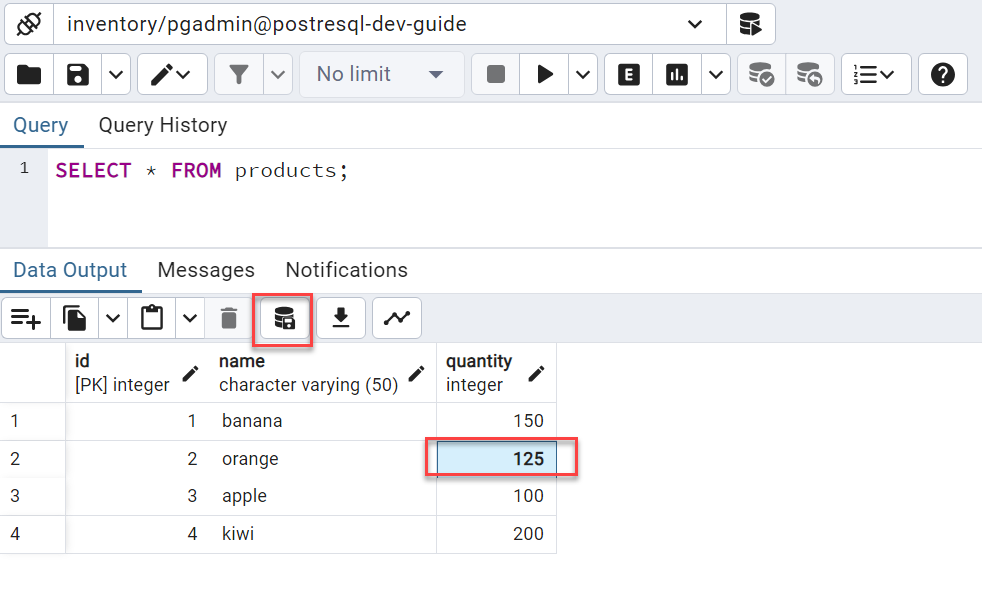 inventory/pgadmin@postresql-dev-guide
No limit
E
Query Query History
1 SELECT * FROM products;
Data Output Messages Notifications
id name quantity
[PK] integer character varying (50) integer
1 1 banana 150
2 2 orange 125
3 3 apple 100
4 4 kiwi 200